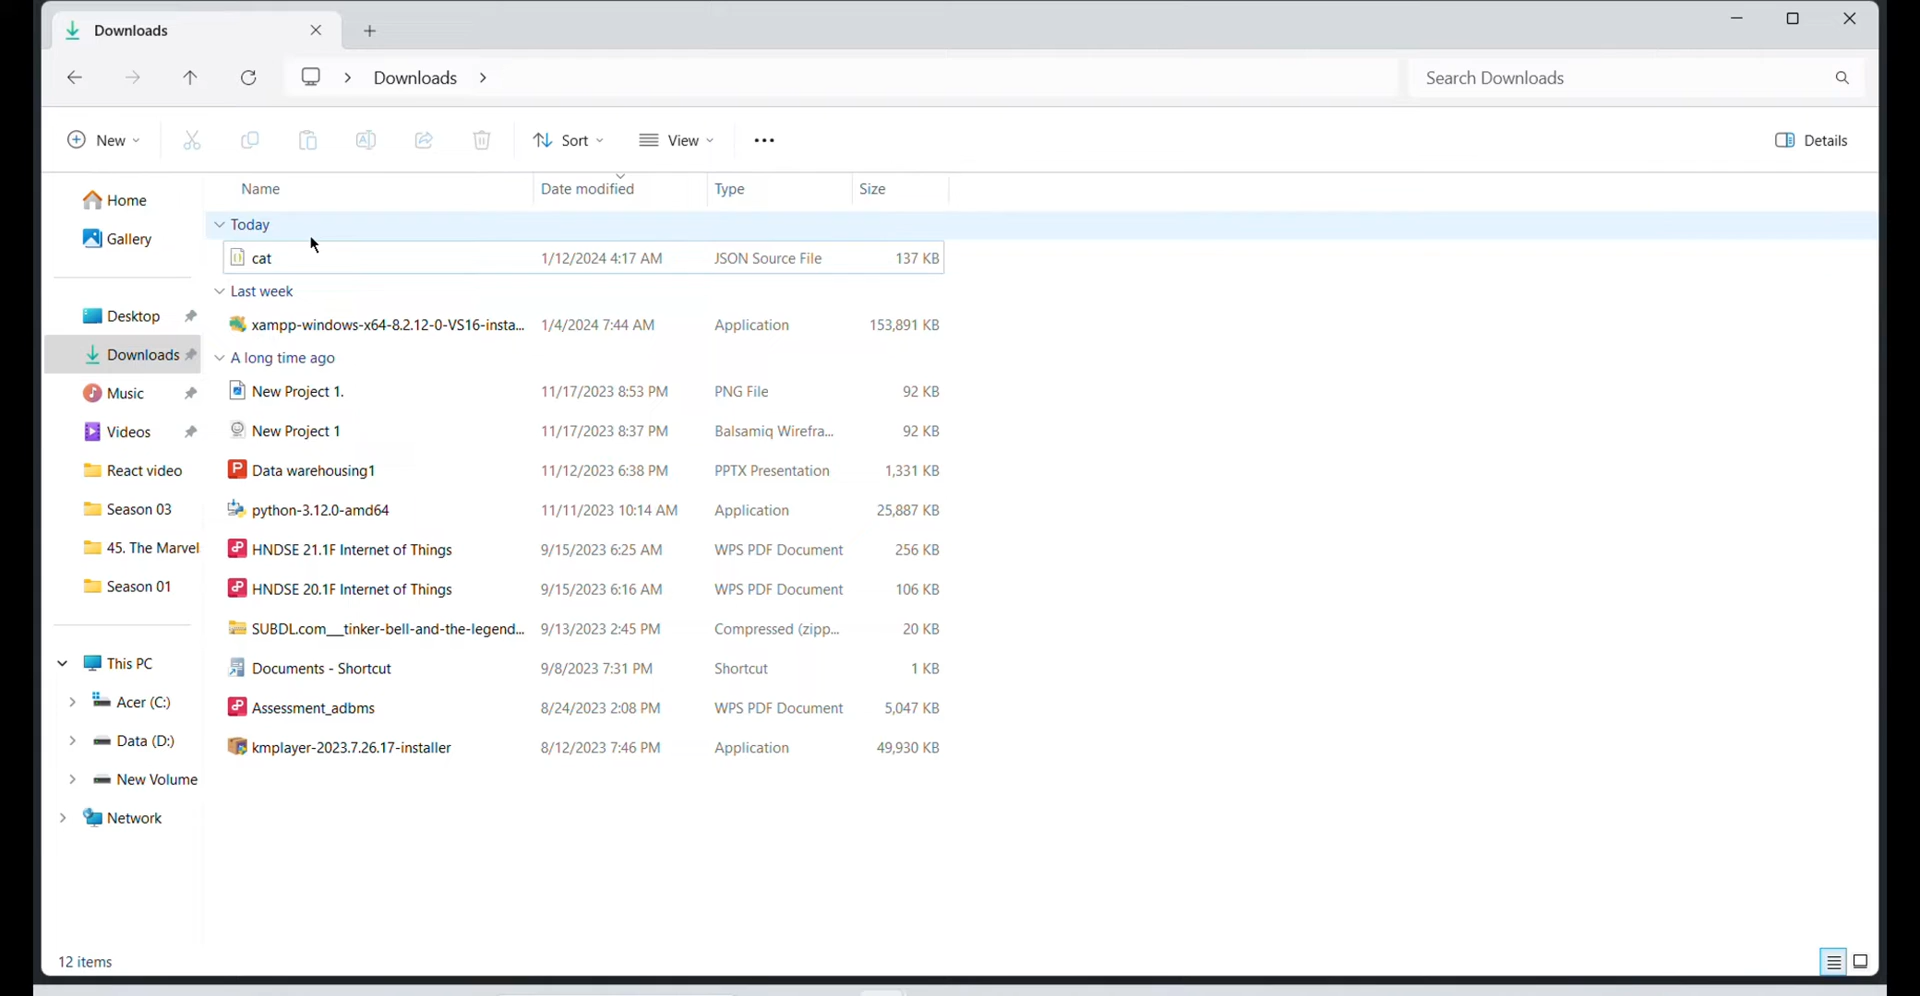 Downloads
Downloads
Search Downloads
New
Sort
View
Details
Home
Gallery
Desktop
Downloads
Music
Videos
React video
Season 03
45. The Marvel
Season 01
This PC
Acer (C:)
Data (D:)
New Volume
Network
Name Date modified Type Size
Today
cat 1/12/2024 4:17 AM JSON Source File 137 KB
Last week
xampp-windows-x64-8.2.12-0-VS16-insta... 1/4/2024 7:44 AM Application 153,891 KB
A long time ago
New Project 1. 11/17/2023 8:53 PM PNG File 92 KB
New Project 1 11/17/2023 8:37 PM Balsamiq Wirefra... 92 KB
Data warehousing1 11/12/2023 6:38 PM PPTX Presentation 1,331 KB
python-3.12.0-amd64 11/11/2023 10:14 AM Application 25,887 KB
HNDSE 21.1F Internet of Things 9/15/2023 6:25 AM WPS PDF Document 256 KB
HNDSE 20.1F Internet of Things 9/15/2023 6:16 AM WPS PDF Document 106 KB
SUBDL.com__tinker-bell-and-the-legend... 9/13/2023 2:45 PM Compressed (zipp... 20 KB
Documents - Shortcut 9/8/2023 7:31 PM Shortcut 1 KB
Assessment_adbms 8/24/2023 2:08 PM WPS PDF Document 5,047 KB
kmplayer-2023.7.26.17-installer 8/12/2023 7:46 PM Application 49,930 KB
12 items